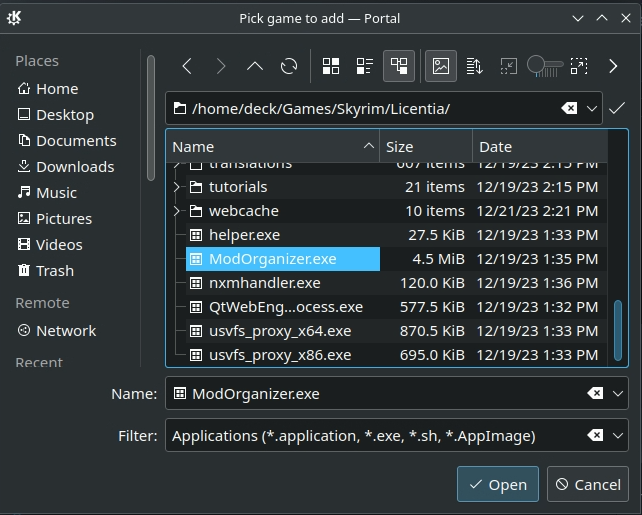 Pick game to add — Portal
Places
Home
Desktop
Documents
Downloads
Music
Pictures
Videos
Trash
Remote
Network
Recent
/home/deck/Games/Skyrim/Licentia/
Name Size Date
translations 607 items 12/19/23 2:15 PM
tutorials 21 items 12/19/23 2:15 PM
webcache 10 items 12/21/23 2:21 PM
helper.exe 27.5 KiB 12/19/23 1:33 PM
ModOrganizer.exe 4.5 MiB 12/19/23 1:35 PM
nxmhandler.exe 120.0 KiB 12/19/23 1:36 PM
QtWebEng...ocess.exe 577.5 KiB 12/19/23 1:32 PM
usvfs_proxy_x64.exe 870.5 KiB 12/19/23 1:33 PM
usvfs_proxy_x86.exe 695.0 KiB 12/19/23 1:33 PM
Name: ModOrganizer.exe
Filter: Applications (*.application, *.exe, *.sh, *.AppImage)
Open Cancel